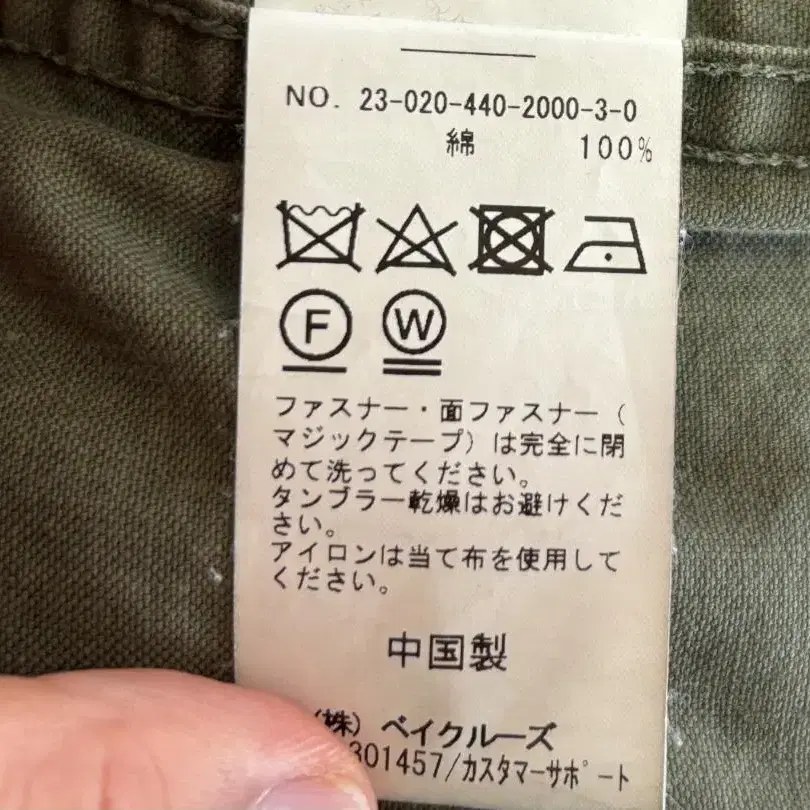 NO. 23-020-440-2000-3-0
綿 100%
F W
ファスナー・面ファスナー(
マジックテープ)は完全に閉
めて洗ってください。
タンブラー乾燥はお避けくだ
さい。
アイロンは当て布を使用して
ください。
中国製
(株) ベイクルーズ
301457/カスタマーサポート